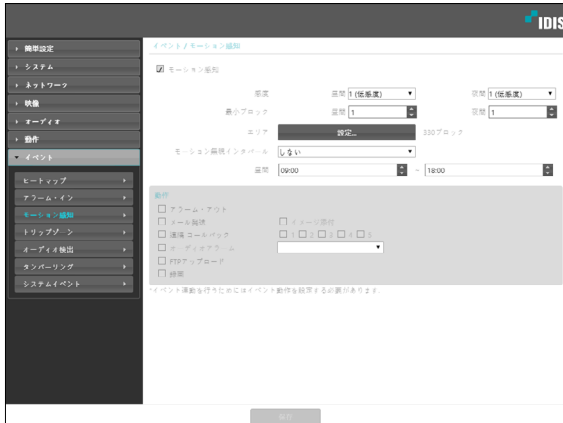 IDIS
簡単設定
システム
ネットワーク
映像
オーディオ
動作
イベント
ヒートマップ
アラーム・イン
モーション感知
トリップゾーン
オーディオ検出
タンパーリング
システムイベント
イベント / モーション感知
モーション感知
感度 昼間 1 (低感度) 夜間 1 (低感度)
最小ブロック 昼間 1 夜間 1
エリア 設定... 330ブロック
モーション無視インタバール しない
昼間 09:00 ~ 18:00
動作
アラーム・アウト
メール発信 イメージ添付
遠隔 コールバック 1 2 3 4 5
オーディオアラーム
FTPアップロード
録画
*イベント運動を行うためにはイベント動作を設定する必要があります.
保存